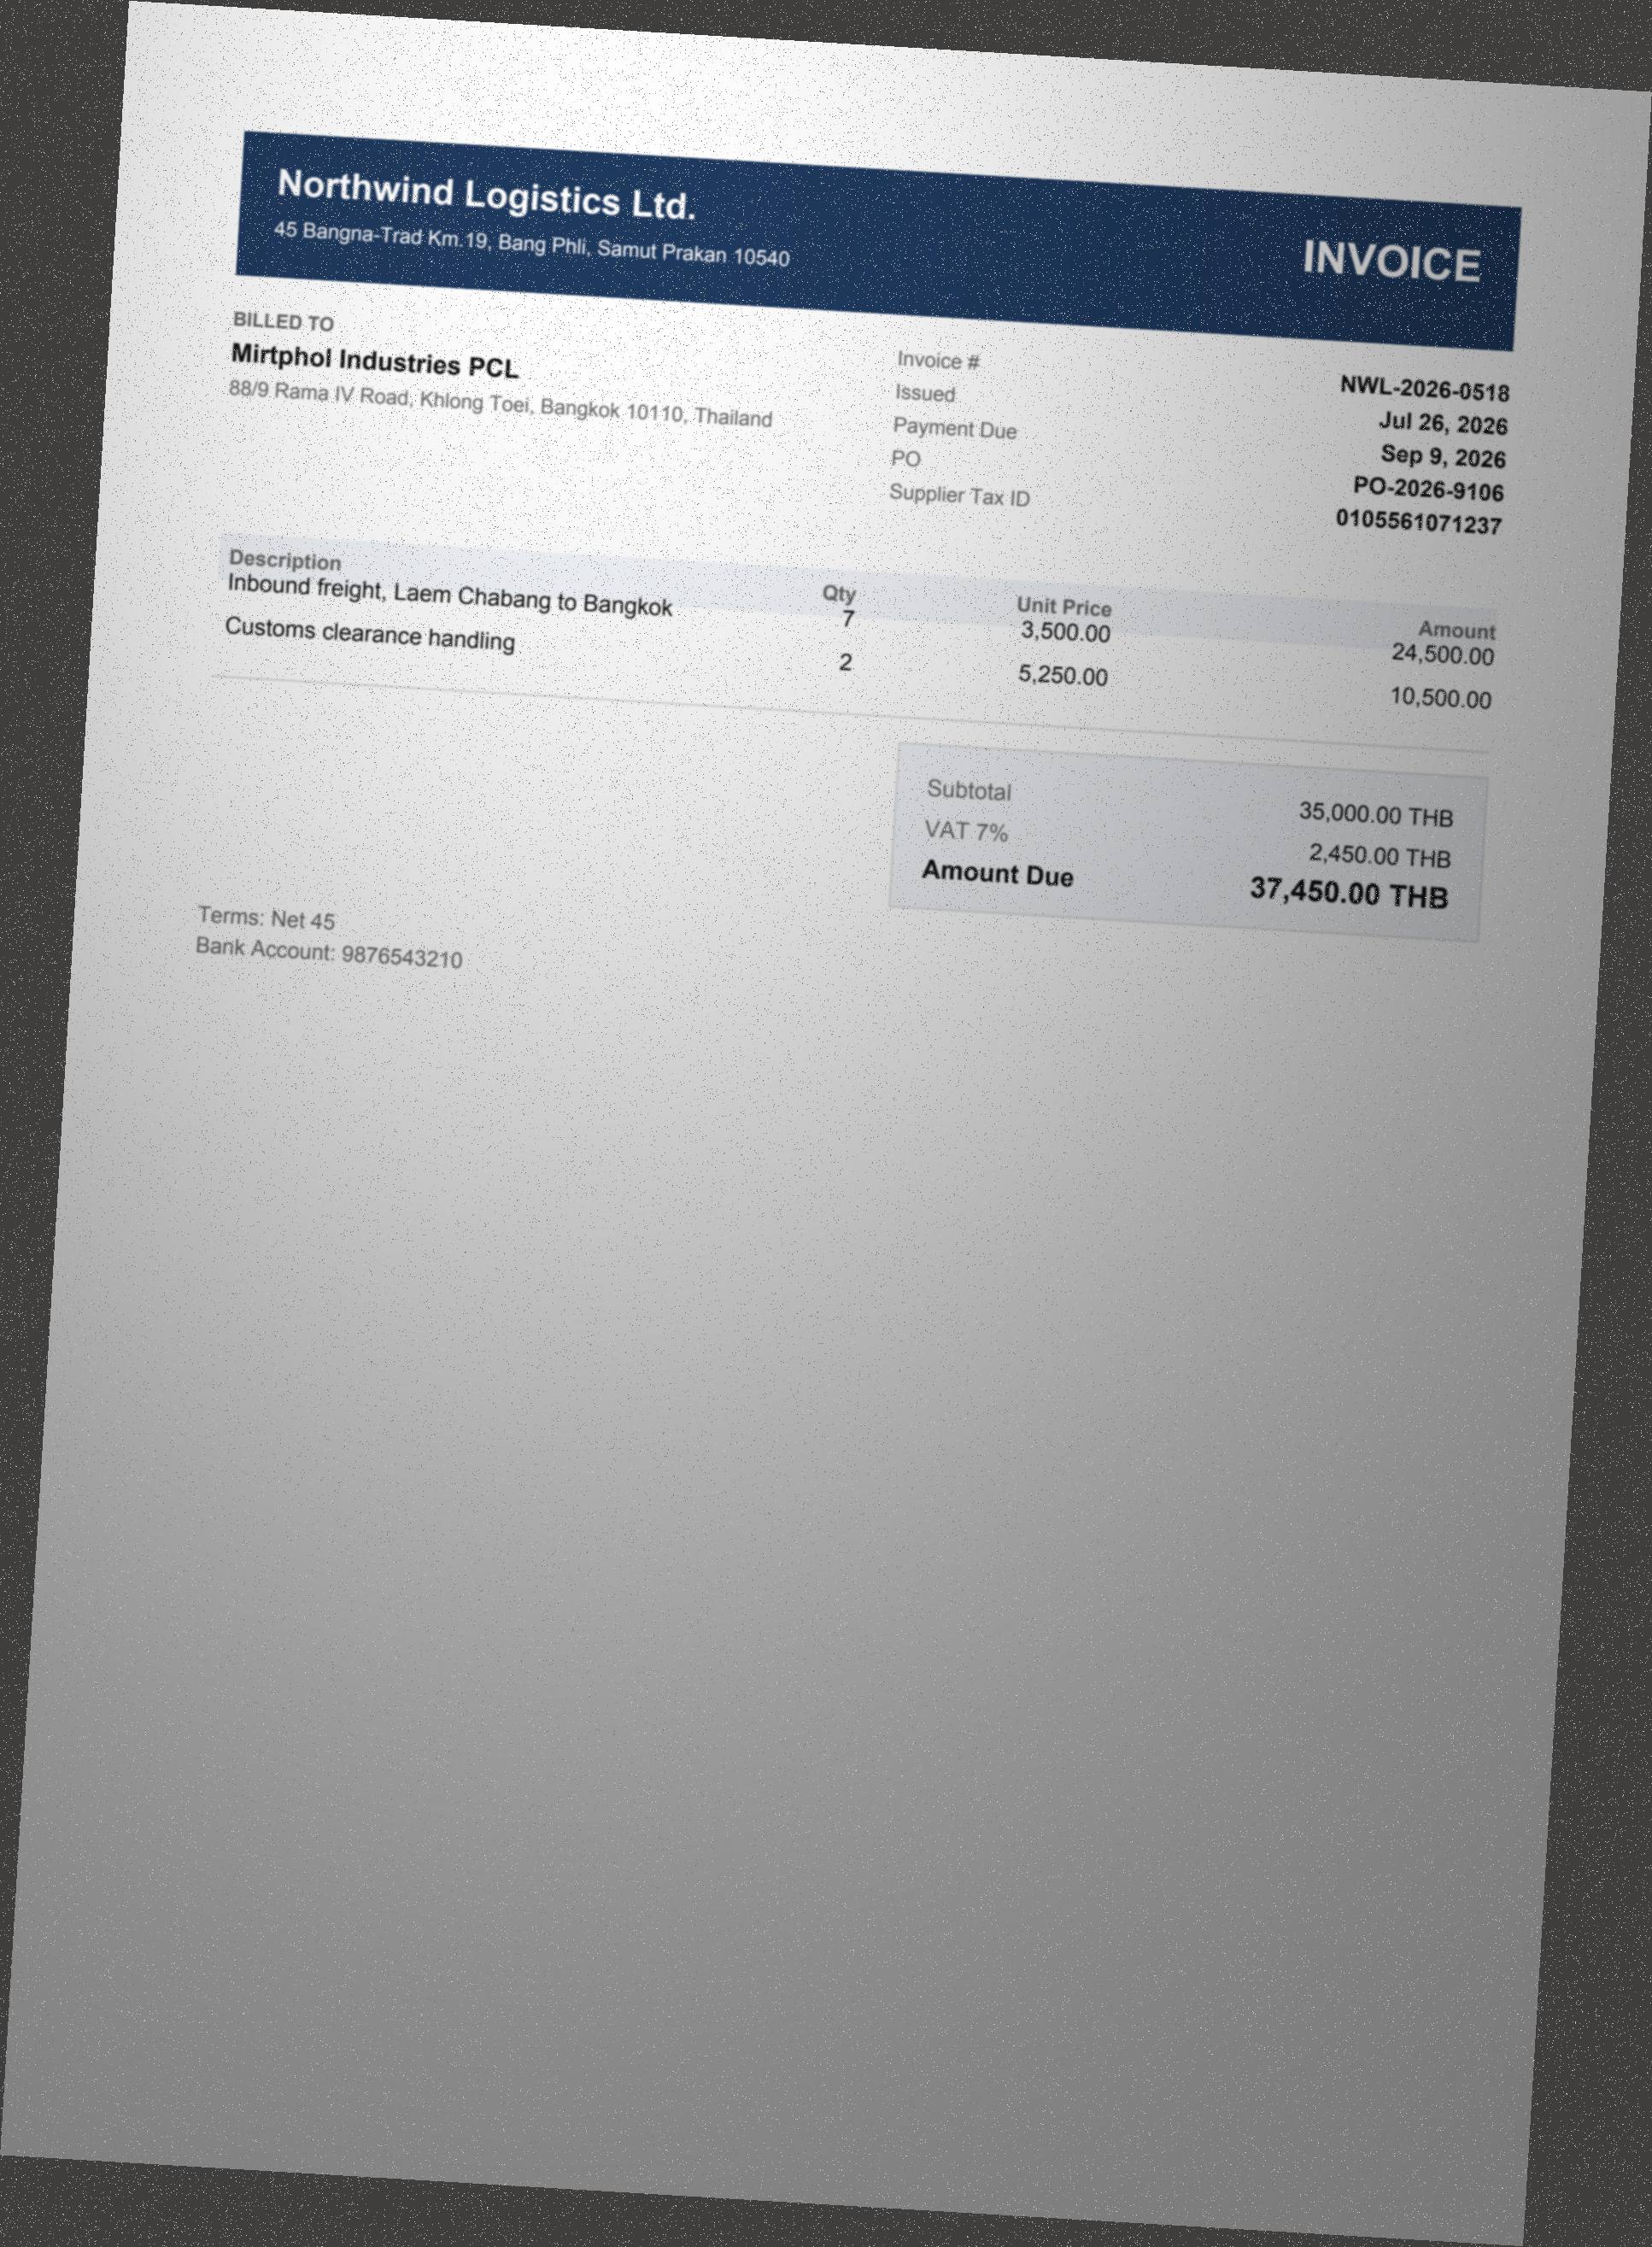 Northwind Logistics Ltd.
45 Bangna-Trad Km.19, Bang Phli, Samut Prakan 10540
INVOICE
BILLED TO
Mirtphol Industries PCL
88/9 Rama IV Road, Khlong Toei, Bangkok 10110, Thailand
Invoice # NWL-2026-0518
Issued Jul 26, 2026
Payment Due Sep 9, 2026
PO PO-2026-9106
Supplier Tax ID 0105561071237
Description Qty Unit Price Amount
Inbound freight, Laem Chabang to Bangkok 7 3,500.00 24,500.00
Customs clearance handling 2 5,250.00 10,500.00
Subtotal 35,000.00 THB
VAT 7% 2,450.00 THB
Amount Due 37,450.00 THB
Terms: Net 45
Bank Account: 9876543210